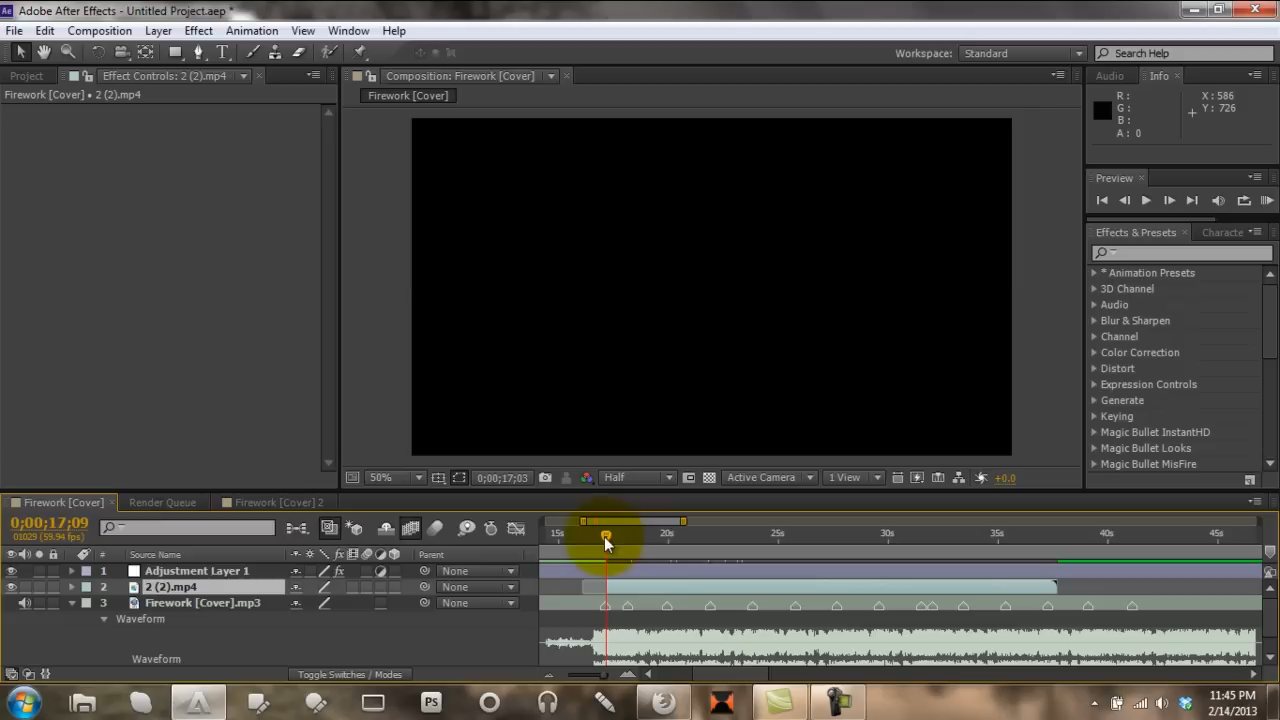 Ae Adobe After Effects - Untitled Project.aep *
File Edit Composition Layer Effect Animation View Window Help
T Workspace: Standard Search Help
Project Effect Controls: 2 (2).mp4 Composition: Firework [Cover] Audio Info
Firework [Cover] • 2 (2).mp4 Firework [Cover]
R : X : 586
G : Y : 726
B :
A : 0
Preview
Effects & Presets Characte
* Animation Presets
3D Channel
Audio
Blur & Sharpen
Channel
Color Correction
Distort
Expression Controls
Generate
Keying
Magic Bullet InstantHD
Magic Bullet Looks
Magic Bullet MisFire
50% 0;00;17;03 Half Active Camera 1 View +0.0
Firework [Cover] Render Queue Firework [Cover] 2
0;00;17;09
01029 (59.94 fps)
15s 20s 25s 30s 35s 40s 45s
# Source Name fx Parent
1 Adjustment Layer 1 fx None
2 2 (2).mp4 None
3 Firework [Cover].mp3 None
Waveform
Waveform
Toggle Switches / Modes
Ps
11:45 PM
2/14/2013